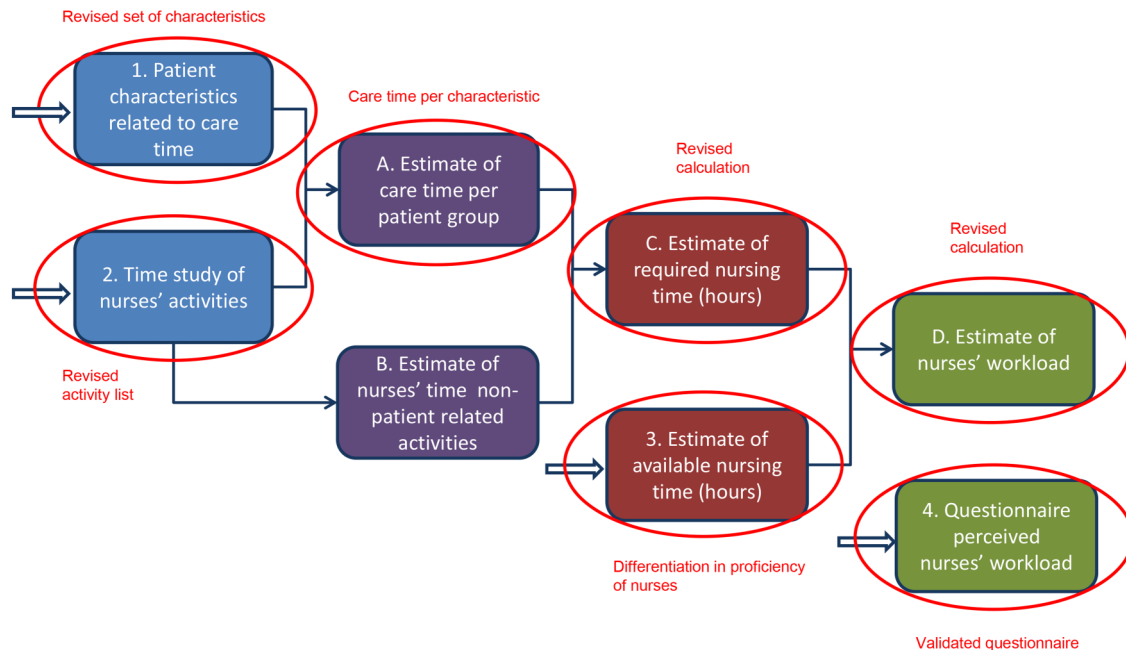 Revised set of characteristics
1. Patient
characteristics
related to care
time
Care time per characteristic
A. Estimate of
care time per
patient group
Revised
calculation
C. Estimate of
required nursing
time (hours)
Revised
calculation
2. Time study of
nurses’ activities
D. Estimate of
nurses’ workload
Revised
activity list
B. Estimate of
nurses’ time non-
patient related
activities
3. Estimate of
available nursing
time (hours)
4. Questionnaire
perceived
nurses’ workload
Differentiation in proficiency
of nurses
Validated questionnaire